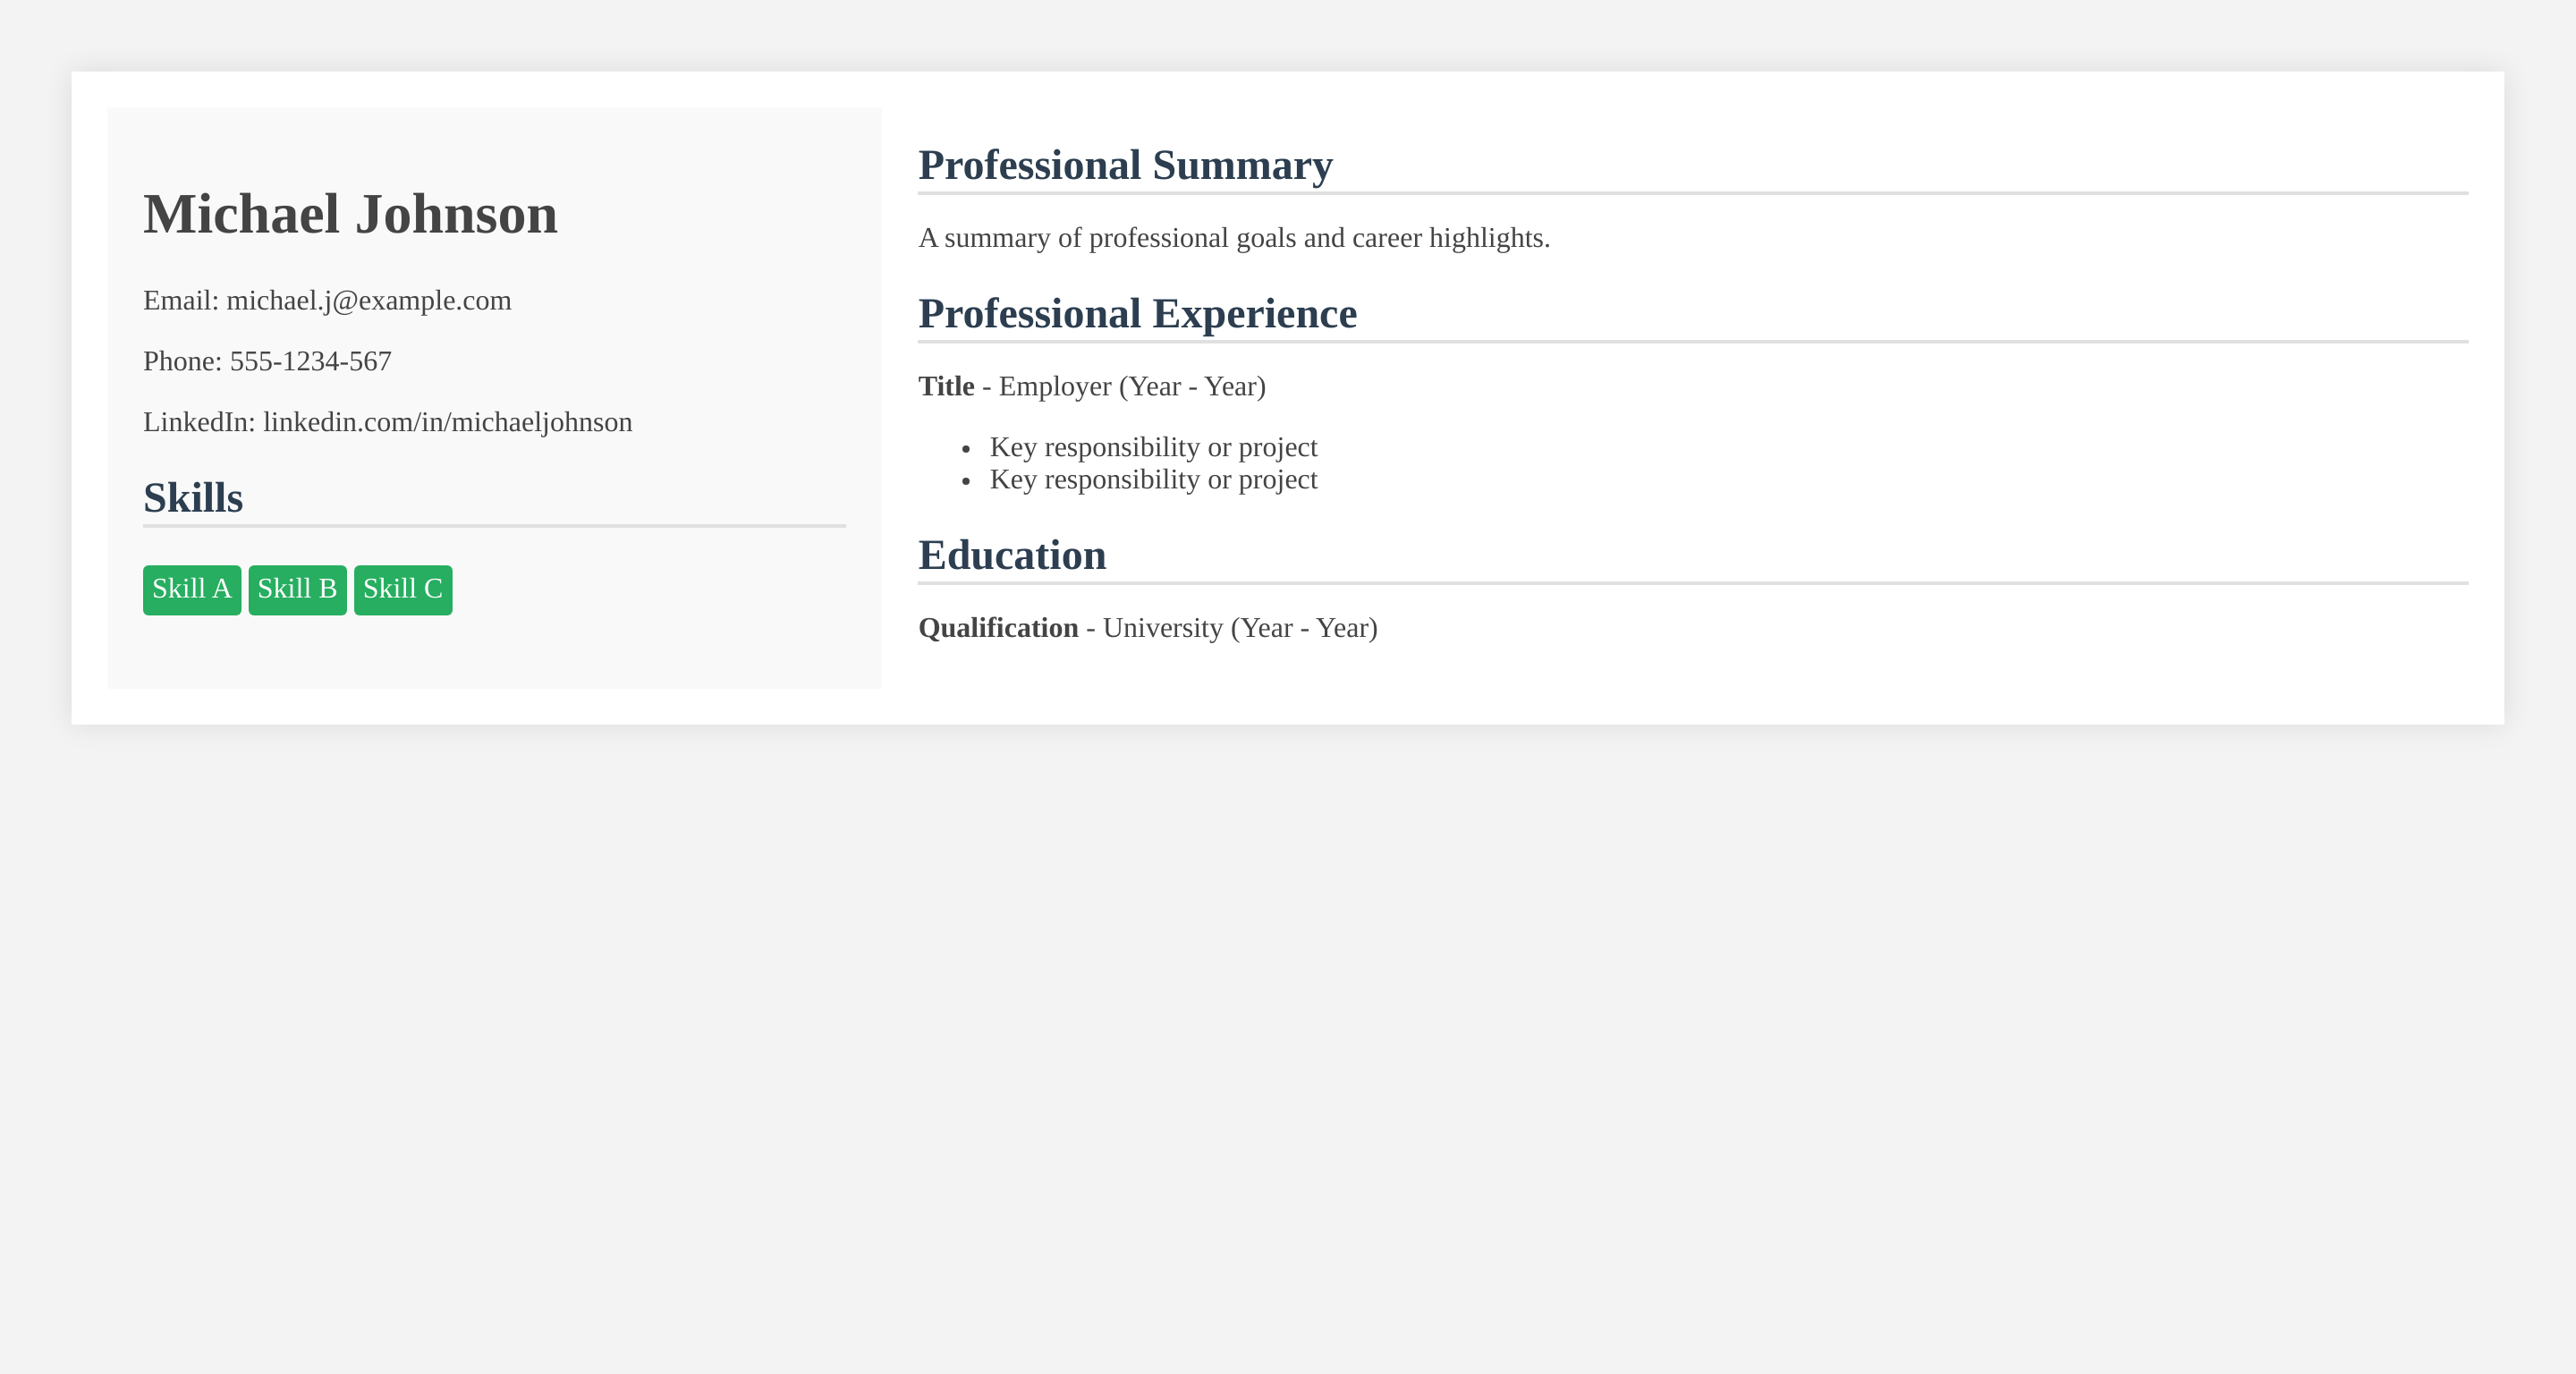 Michael Johnson
Email: michael.j@example.com
Phone: 555-1234-567
LinkedIn: linkedin.com/in/michaeljohnson
Skills
Skill A Skill B Skill C
Professional Summary
A summary of professional goals and career highlights.
Professional Experience
Title - Employer (Year - Year)
• Key responsibility or project
• Key responsibility or project
Education
Qualification - University (Year - Year)